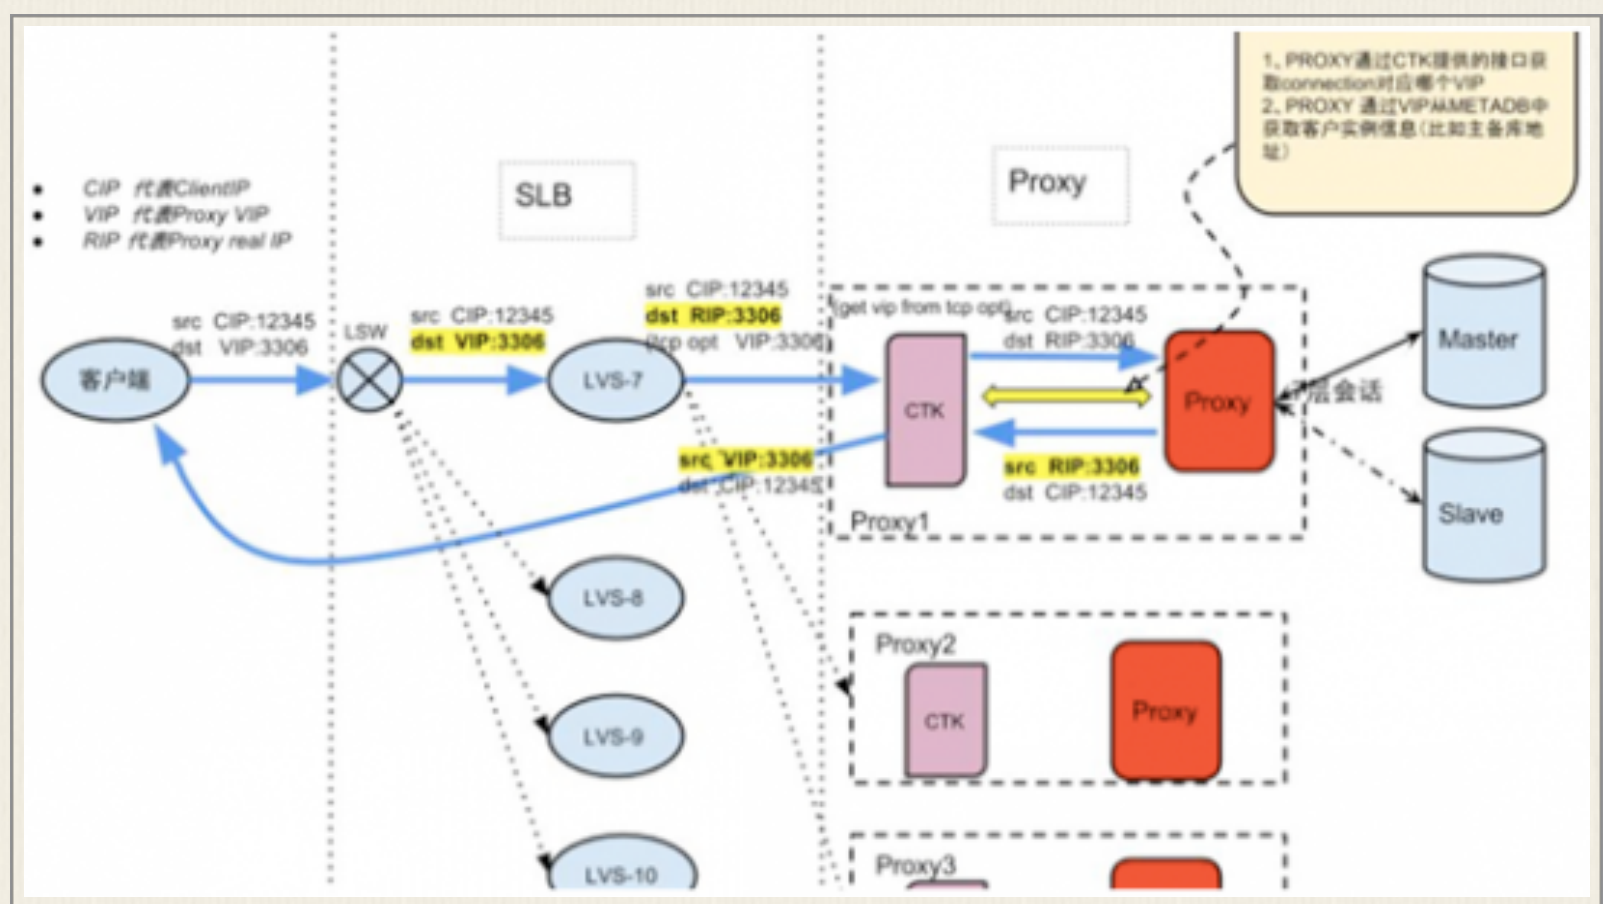 1、PROXY通过CTK提供的接口获
取connection对应哪个VIP
2、PROXY 通过VIP从METADB中
获取客户实例信息(比如主备库地
址)
SLB
Proxy
CIP 代表ClientIP
VIP 代表Proxy VIP
RIP 代表Proxy real IP
src CIP:12345
dst VIP:3306
客户端
LSW
src CIP:12345
dst VIP:3306
src CIP:12345
dst RIP:3306
(tcp opt VIP:3306)
LVS-7
(get vip from tcp opt)
src CIP:12345
dst RIP:3306
CTK
Proxy
7层会话
Master
src VIP:3306
dst CIP:12345
src RIP:3306
dst CIP:12345
Proxy1
Slave
LVS-8
Proxy2
CTK
Proxy
LVS-9
LVS-10
Proxy3